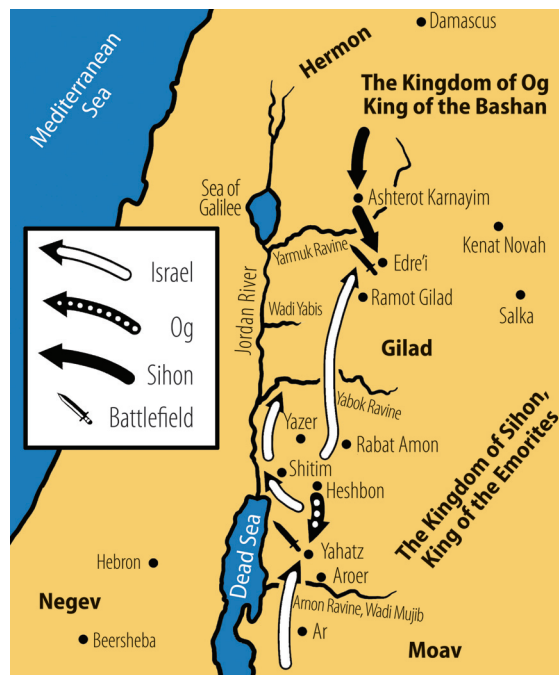 Damascus
Hermon
Mediterranean
Sea
The Kingdom of Og
King of the Bashan
Sea of
Galilee
Ashterot Karnayim
Kenat Novah
Yarmuk Ravine
Edre'i
Israel
Og
Sihon
Battlefield
Jordan River
Ramot Gilad
Salka
Wadi Yabis
Gilad
Yabok Ravine
Yazer
Rabat Amon
Shitim
Heshbon
The Kingdom of Sihon,
King of the Emorites
Dead Sea
Yahatz
Hebron
Aroer
Negev
Arnon Ravine, Wadi Mujib
Beersheba
Ar
Moav